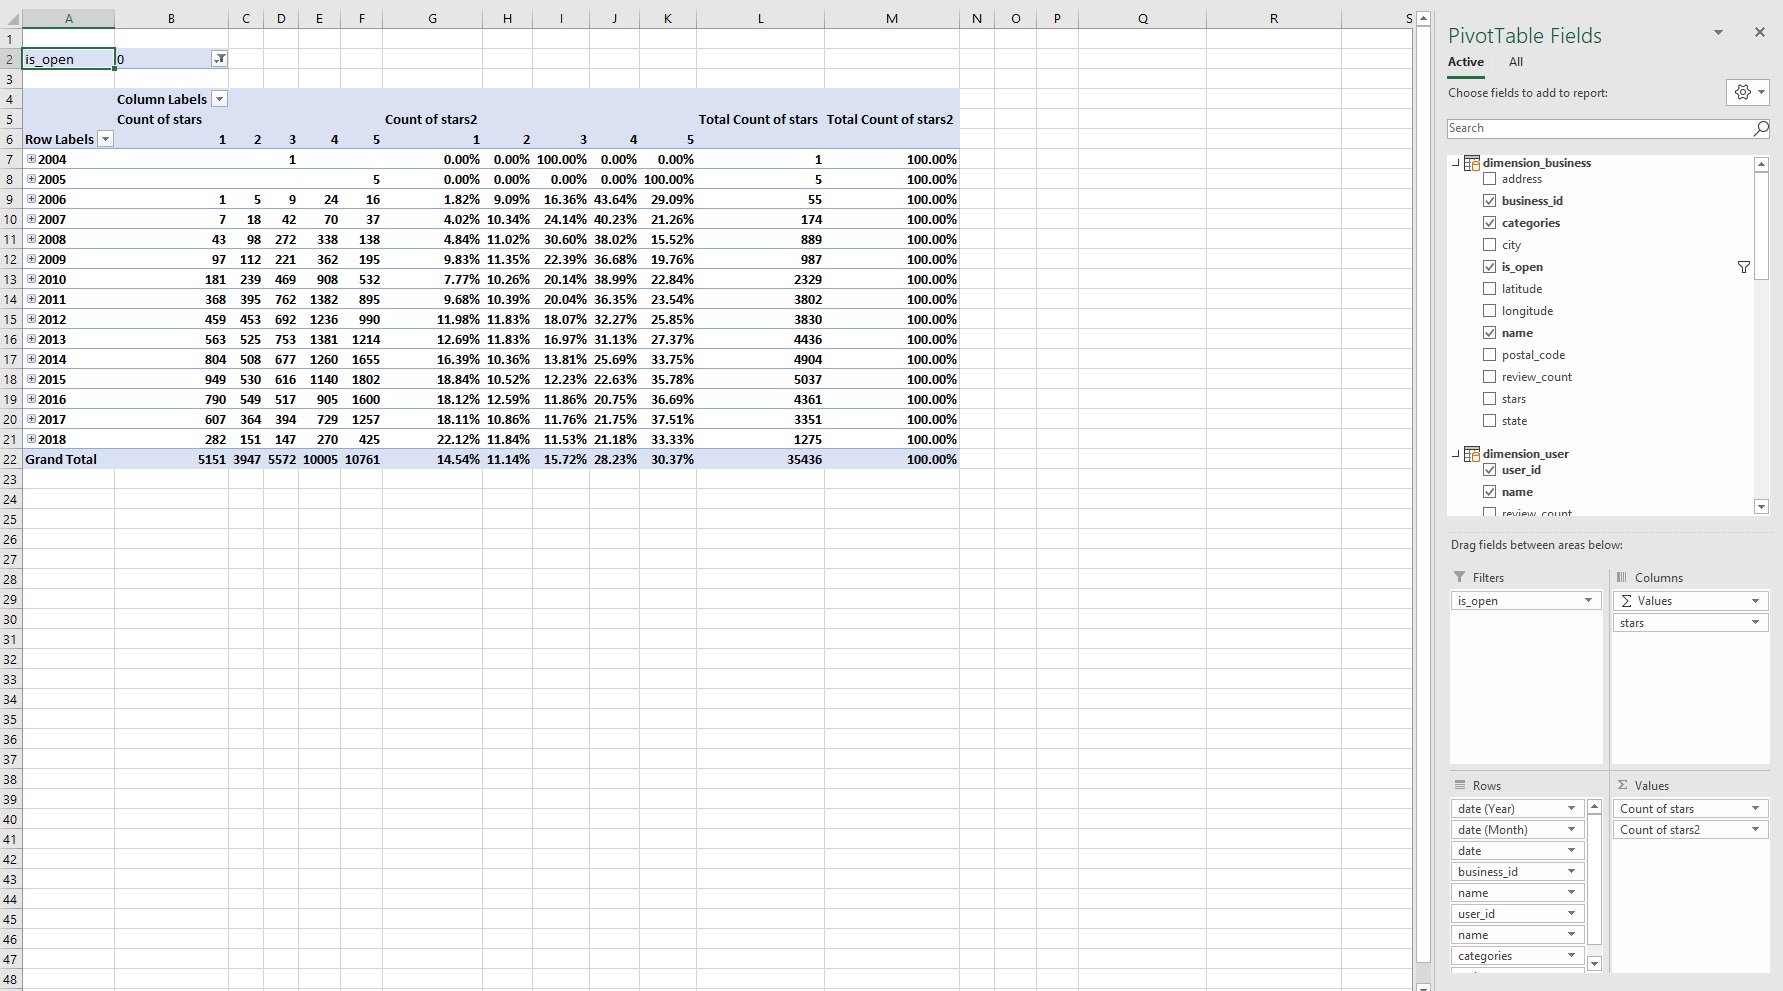 A B C D E F G H I J K L M N O P Q R S
PivotTable Fields
1
Active All
2 is_open 0
3
Choose fields to add to report:
4 Column Labels
5 Count of stars Count of stars2 Total Count of stars Total Count of stars2
Search
6 Row Labels 1 2 3 4 5 1 2 3 4 5
7 2004 1 0.00% 0.00% 100.00% 0.00% 0.00% 1 100.00%
8 2005 5 0.00% 0.00% 0.00% 0.00% 100.00% 5 100.00%
9 2006 1 5 9 24 16 1.82% 9.09% 16.36% 43.64% 29.09% 55 100.00%
10 2007 7 18 42 70 37 4.02% 10.34% 24.14% 40.23% 21.26% 174 100.00%
11 2008 43 98 272 338 138 4.84% 11.02% 30.60% 38.02% 15.52% 889 100.00%
12 2009 97 112 221 362 195 9.83% 11.35% 22.39% 36.68% 19.76% 987 100.00%
13 2010 181 239 469 908 532 7.77% 10.26% 20.14% 38.99% 22.84% 2329 100.00%
14 2011 368 395 762 1382 895 9.68% 10.39% 20.04% 36.35% 23.54% 3802 100.00%
15 2012 459 453 692 1236 990 11.98% 11.83% 18.07% 32.27% 25.85% 3830 100.00%
16 2013 563 525 753 1381 1214 12.69% 11.83% 16.97% 31.13% 27.37% 4436 100.00%
17 2014 804 508 677 1260 1655 16.39% 10.36% 13.81% 25.69% 33.75% 4904 100.00%
18 2015 949 530 616 1140 1802 18.84% 10.52% 12.23% 22.63% 35.78% 5037 100.00%
19 2016 790 549 517 905 1600 18.12% 12.59% 11.86% 20.75% 36.69% 4361 100.00%
20 2017 607 364 394 729 1257 18.11% 10.86% 11.76% 21.75% 37.51% 3351 100.00%
21 2018 282 151 147 270 425 22.12% 11.84% 11.53% 21.18% 33.33% 1275 100.00%
22 Grand Total 5151 3947 5572 10005 10761 14.54% 11.14% 15.72% 28.23% 30.37% 35436 100.00%
23
24
25
26
27
28
29
30
31
32
33
34
35
36
37
38
39
40
41
42
43
44
45
46
47
48
dimension_business
address
business_id
categories
city
is_open
latitude
longitude
name
postal_code
review_count
stars
state
dimension_user
user_id
name
review_count
Drag fields between areas below:
Filters
is_open
Columns
Σ Values
stars
Rows
date (Year)
date (Month)
date
business_id
name
user_id
name
categories
Σ Values
Count of stars
Count of stars2